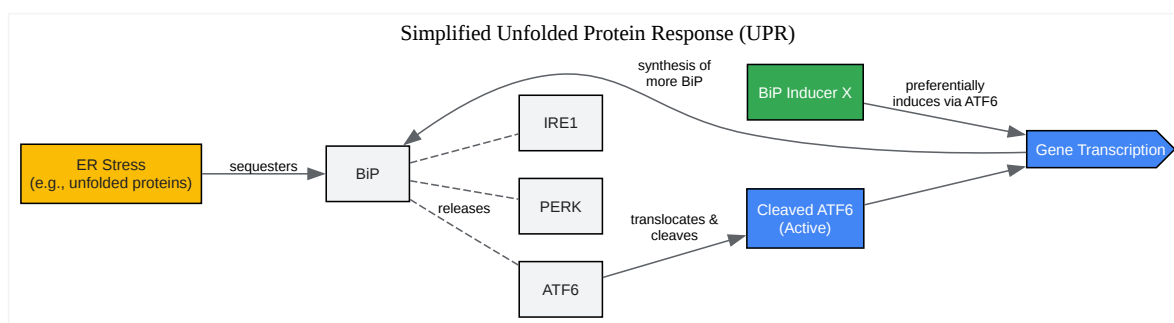 Simplified Unfolded Protein Response (UPR)
synthesis of
more BiP
BiP Inducer X
preferentially
induces via ATF6
IRE1
Gene Transcription
ER Stress
(e.g., unfolded proteins)
sequesters
BiP
releases
PERK
translocates &
cleaves
Cleaved ATF6
(Active)
ATF6